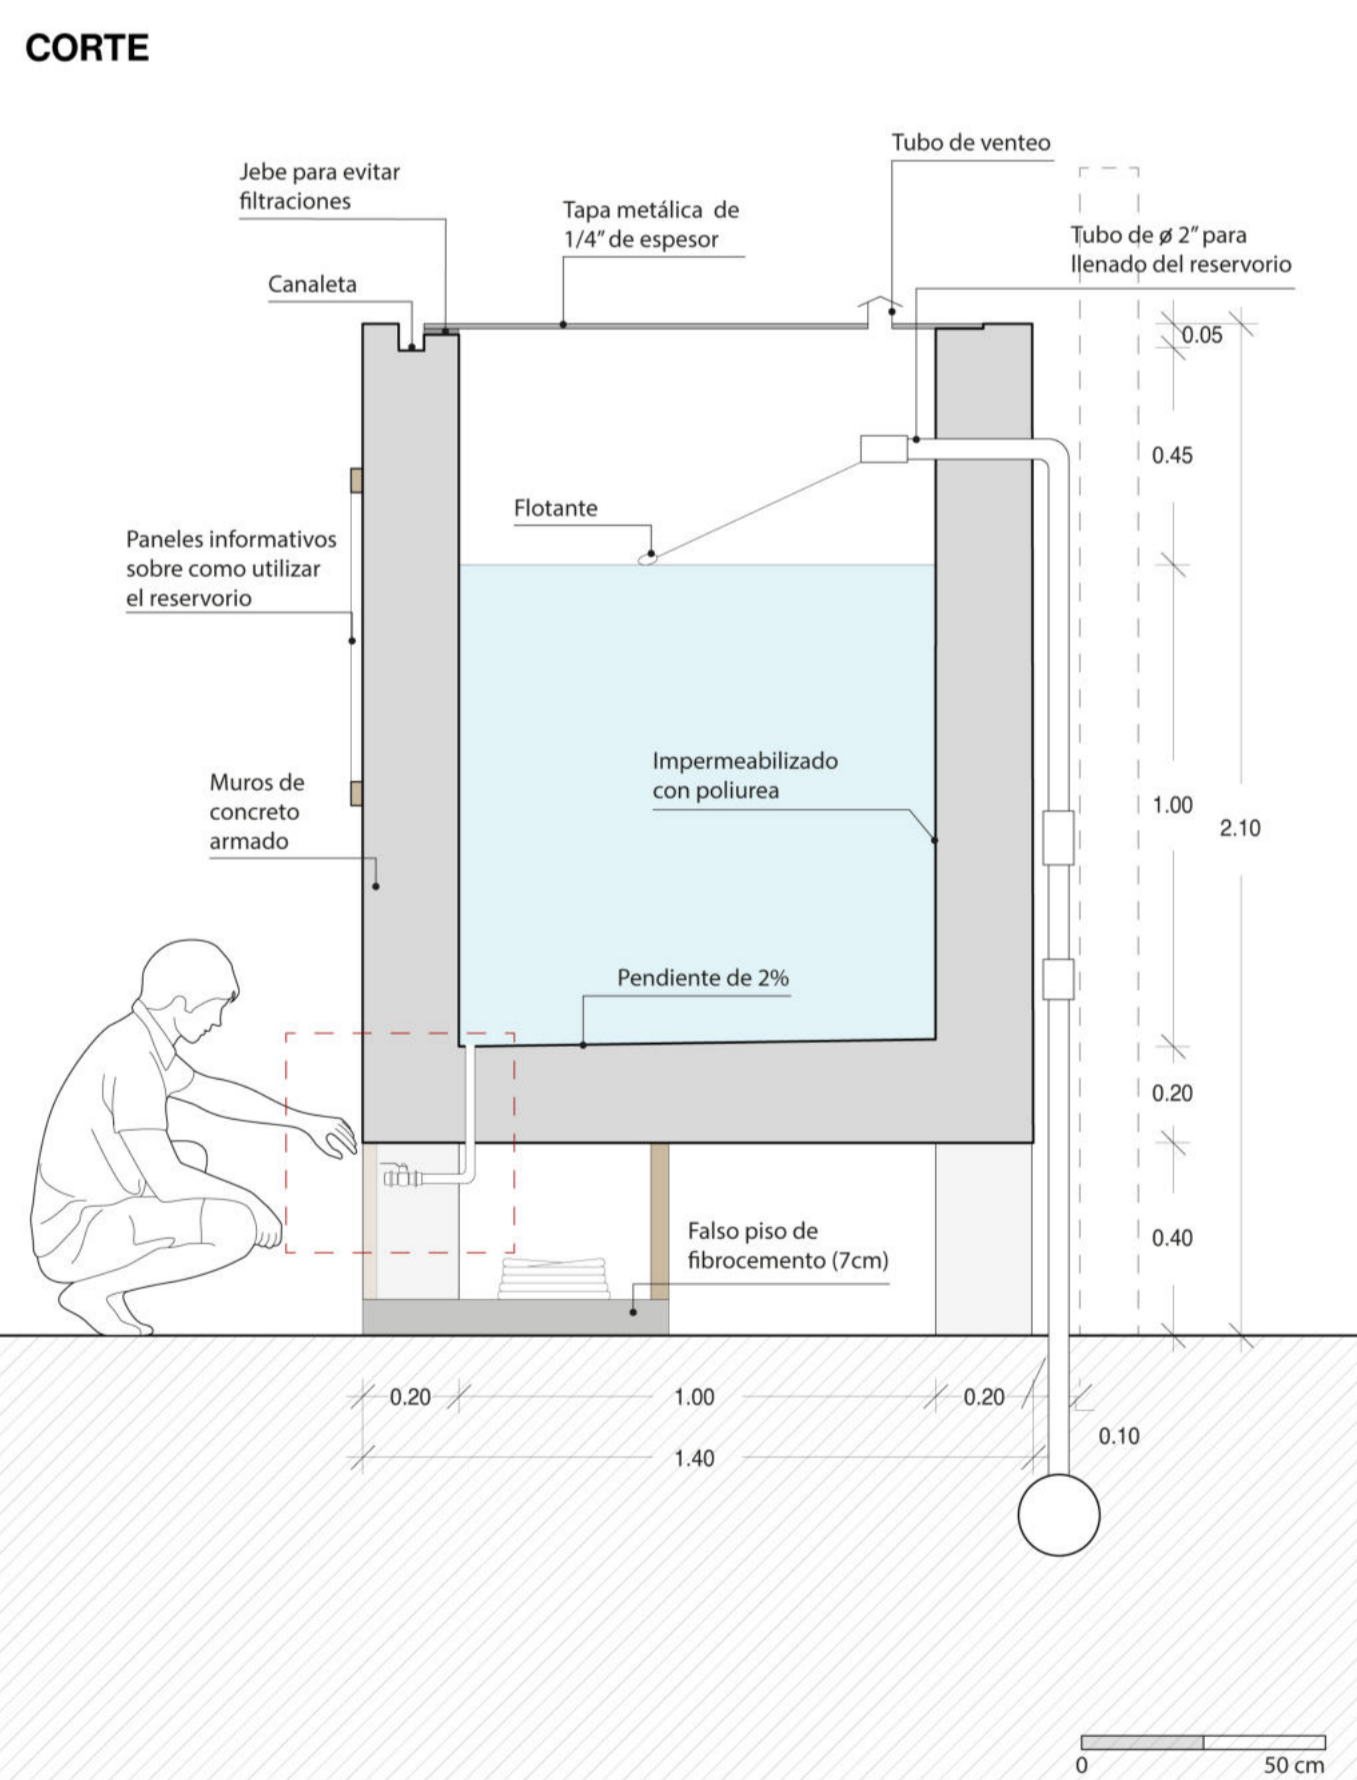 CORTE
Tubo de venteo
Jebe para evitar
filtraciones
Tapa metálica de
1/4" de espesor
Tubo de ø 2" para
llenado del reservorio
Canaleta
0.05
0.45
Flotante
Paneles informativos
sobre como utilizar
el reservorio
Impermeabilizado
con poliurea
Muros de
concreto
armado
1.00
2.10
Pendiente de 2%
0.20
Falso piso de
fibrocemento (7cm)
0.40
0.20
1.00
0.20
0.10
1.40
0
50 cm